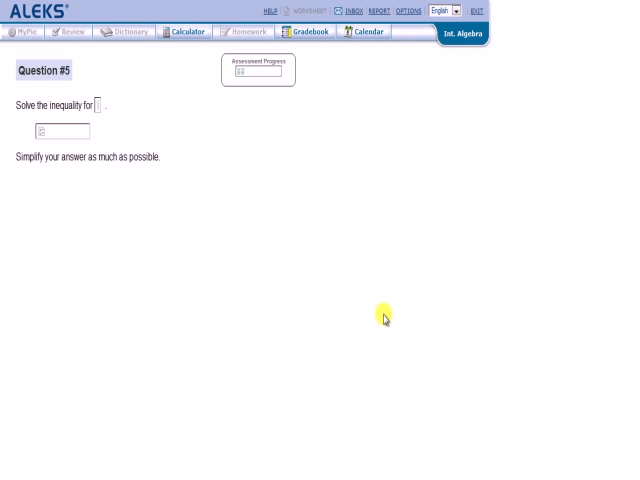 ALEKS®
HELP WORKSHEET INBOX REPORT OPTIONS English EXIT
MyPie Review Dictionary Calculator Homework Gradebook Calendar Int. Algebra
Question #5
Assessment Progress
Solve the inequality for .
Simplify your answer as much as possible.